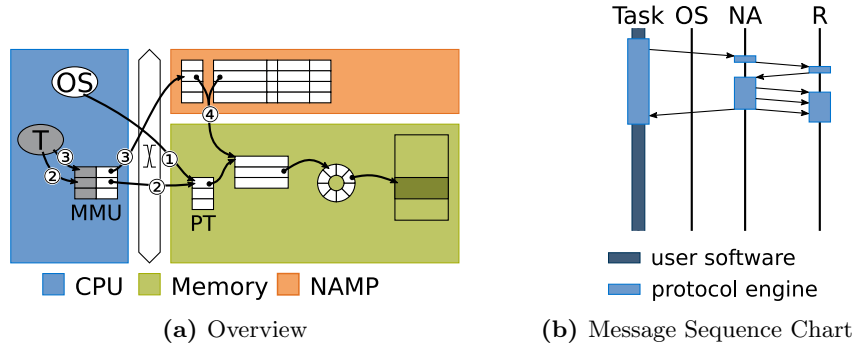 Task OS NA R
OS
④
T ③ ③ ① 
② ②
MMU PT
CPU Memory NAMP
user software
protocol engine
(a) Overview
(b) Message Sequence Chart